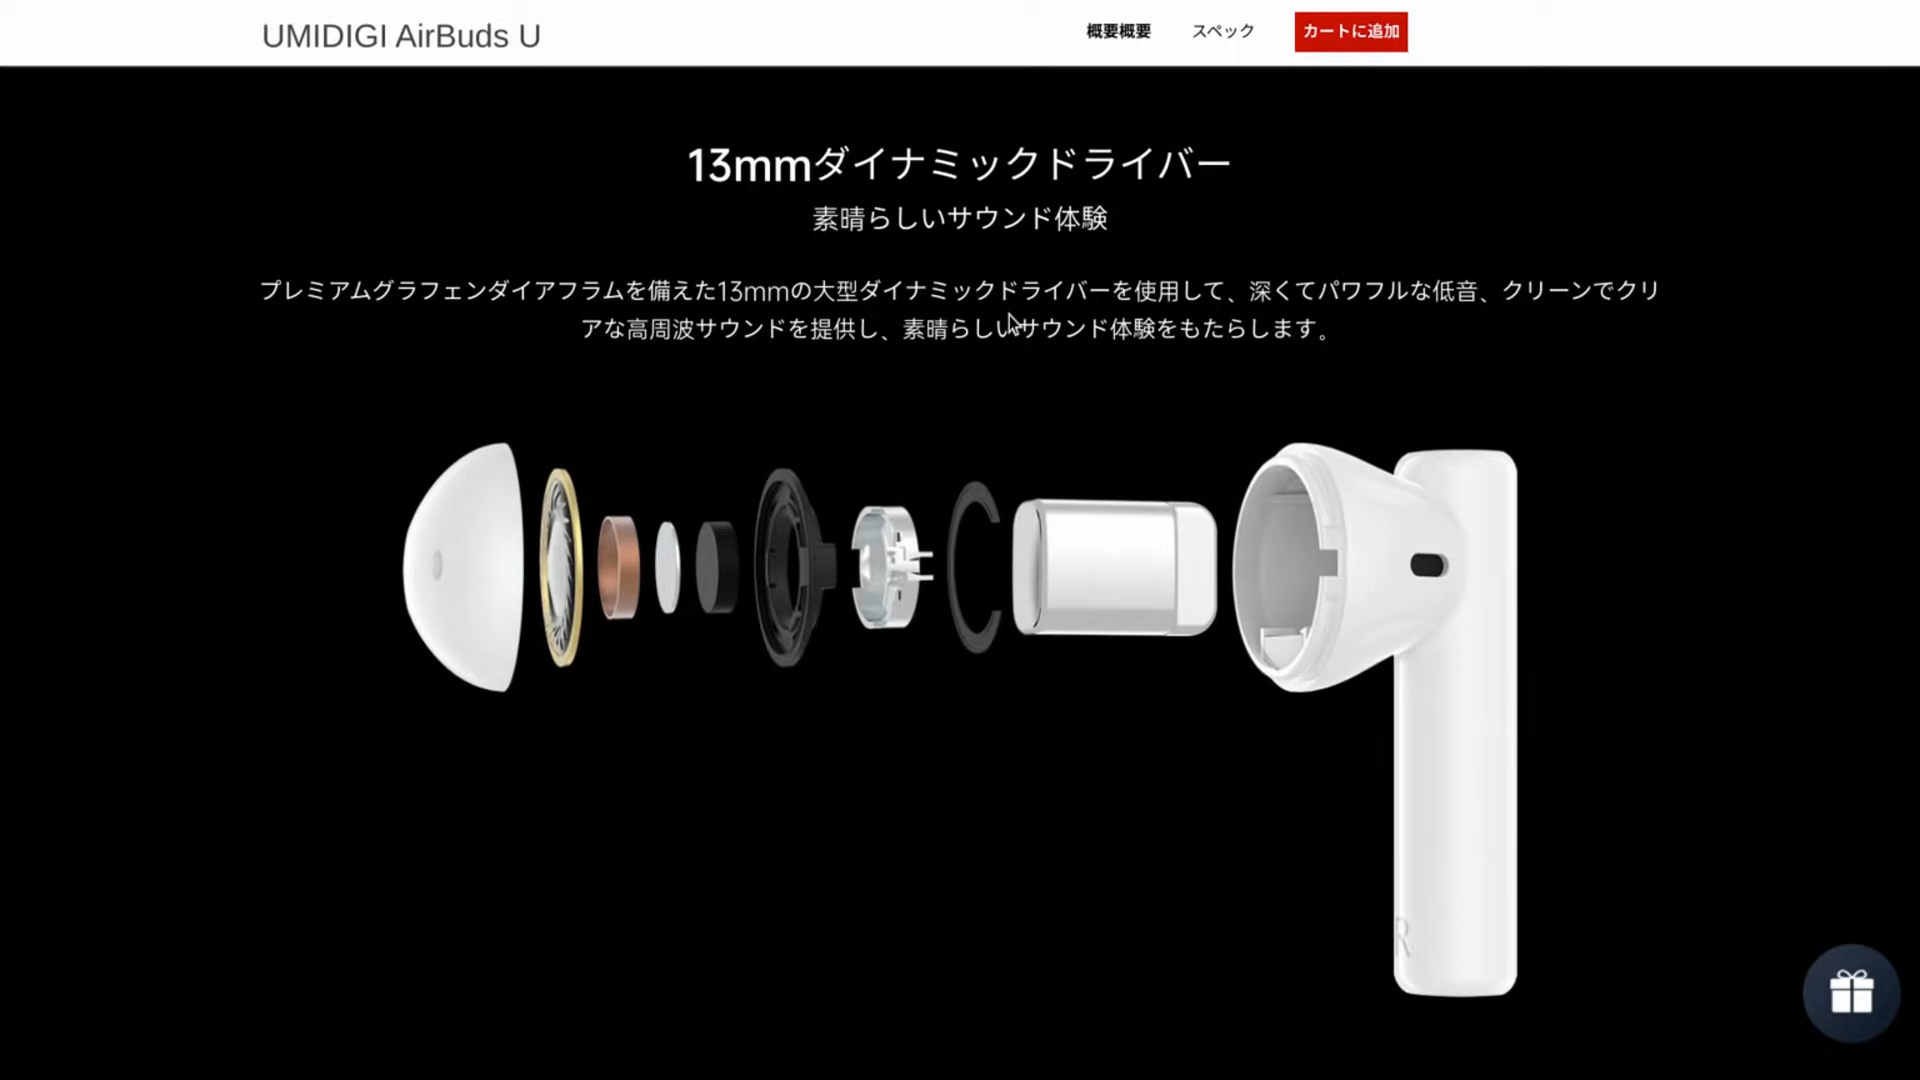 UMIDIGI AirBuds U
概要概要
スペック
カートに追加
13mmダイナミックドライバー
素晴らしいサウンド体験
プレミアムグラフェンダイアフラムを備えた13mmの大型ダイナミックドライバーを使用して、深くてパワフルな低音、クリーンでクリ
アな高周波サウンドを提供し、素晴らしいサウンド体験をもたらします。
R